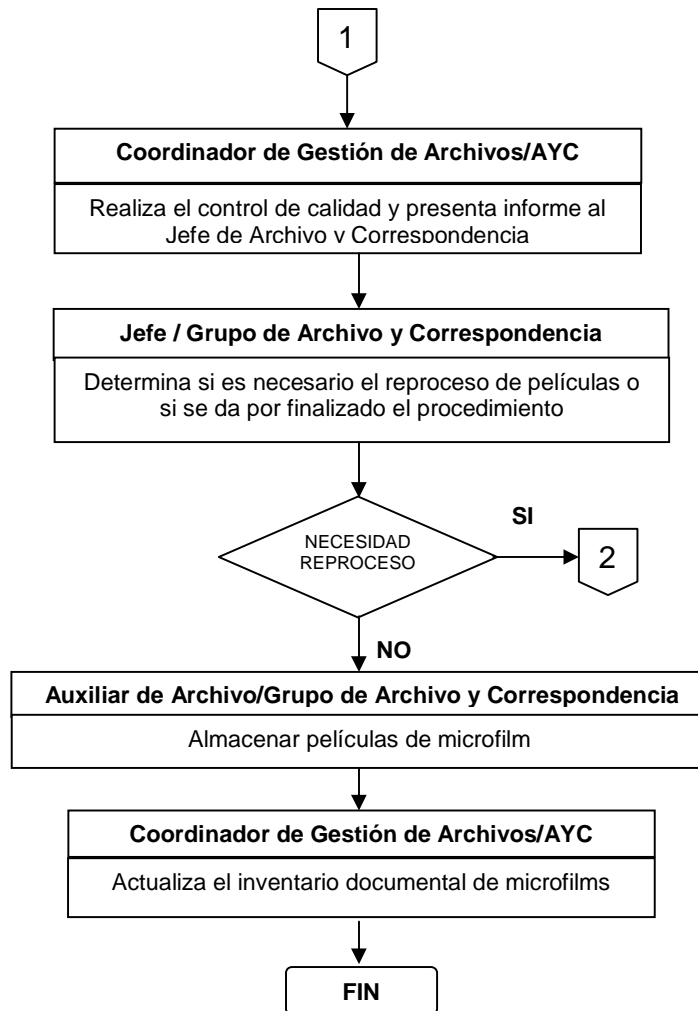 1
Coordinador de Gestión de Archivos/AYC
Realiza el control de calidad y presenta informe al
Jefe de Archivo y Correspondencia
Jefe / Grupo de Archivo y Correspondencia
Determina si es necesario el reproceso de películas o
si se da por finalizado el procedimiento
NECESIDAD
REPROCESO
SI
2
NO
Auxiliar de Archivo/Grupo de Archivo y Correspondencia
Almacenar películas de microfilm
Coordinador de Gestión de Archivos/AYC
Actualiza el inventario documental de microfilms
FIN